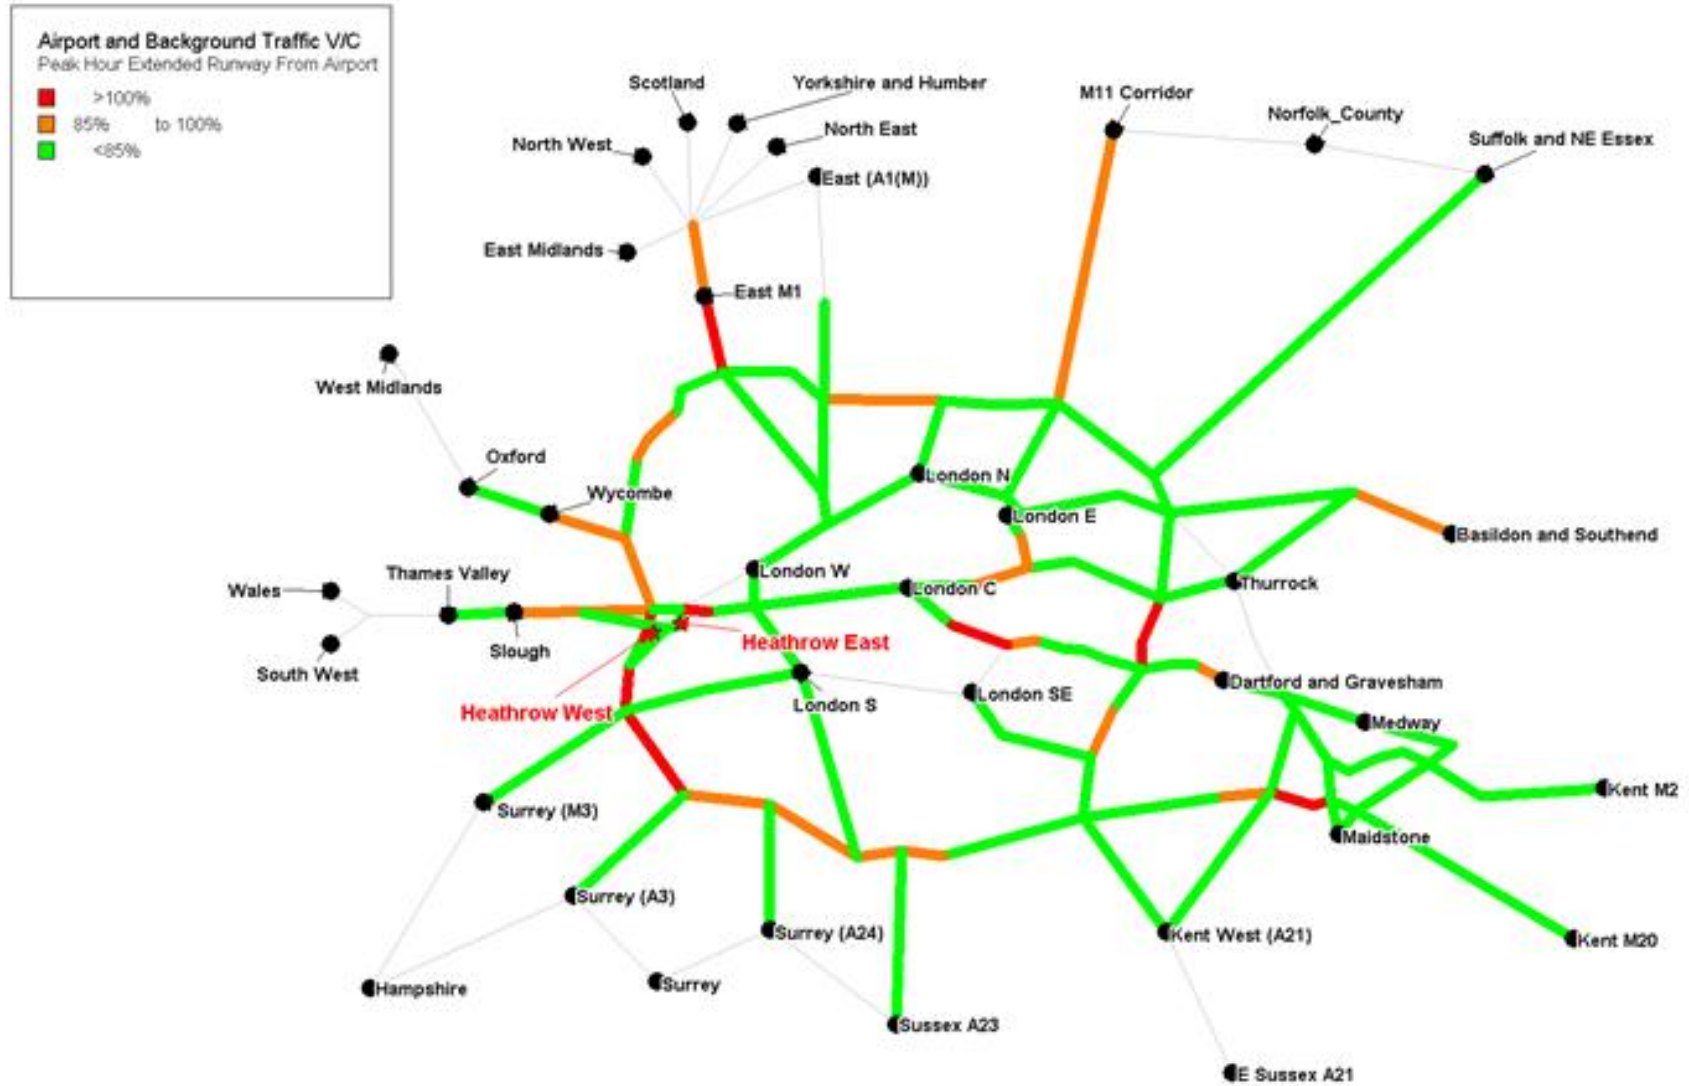 Airport and Background Traffic V/C
Peak Hour Extended Runway From Airport
>100%
85% to 100%
<85%
Scotland
Yorkshire and Humber
M11 Corridor
Norfolk_County
North East
North West
Suffolk and NE Essex
East (A1(M))
East Midlands
East M1
West Midlands
Oxford
Wycombe
London N
London E
Basildon and Southend
Thames Valley
London W
Wales
London C
Thurrock
Slough
Heathrow East
South West
London S
London SE
Dartford and Gravesham
Heathrow West
Medway
Surrey (M3)
Kent M2
Maidstone
Surrey (A3)
Surrey (A24)
Kent West (A21)
Kent M20
Hampshire
Surrey
Sussex A23
E Sussex A21